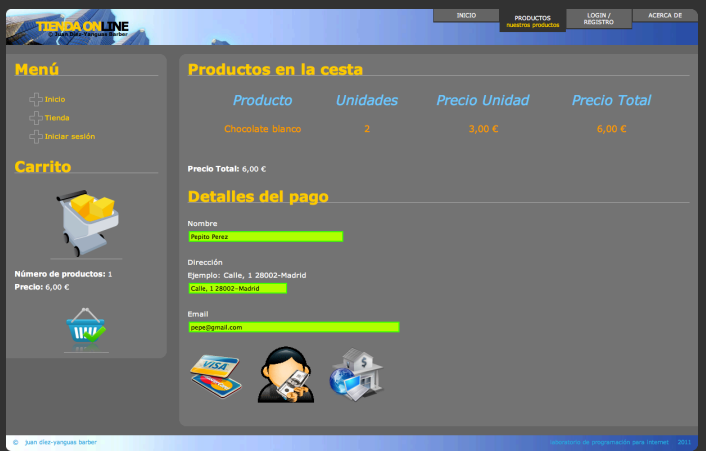 TIENDA ONLINE
© Juan Díez-Yanguas Barber
INICIO
PRODUCTOS
nuestros productos
LOGIN /
REGISTRO
ACERCA DE
Menú
Inicio
Tienda
Iniciar sesión
Carrito
Número de productos: 1
Precio: 6,00 €
Productos en la cesta
Producto Unidades Precio Unidad Precio Total
Chocolate blanco 2 3,00 € 6,00 €
Precio Total: 6,00 €
Detalles del pago
Nombre
Pepito Perez
Dirección
Ejemplo: Calle, 1 28002-Madrid
Calle, 1 28002-Madrid
Email
pepe@gmail.com
VISA
MasterCard
© juan díez-yanguas barber
laboratorio de programación para internet 2011